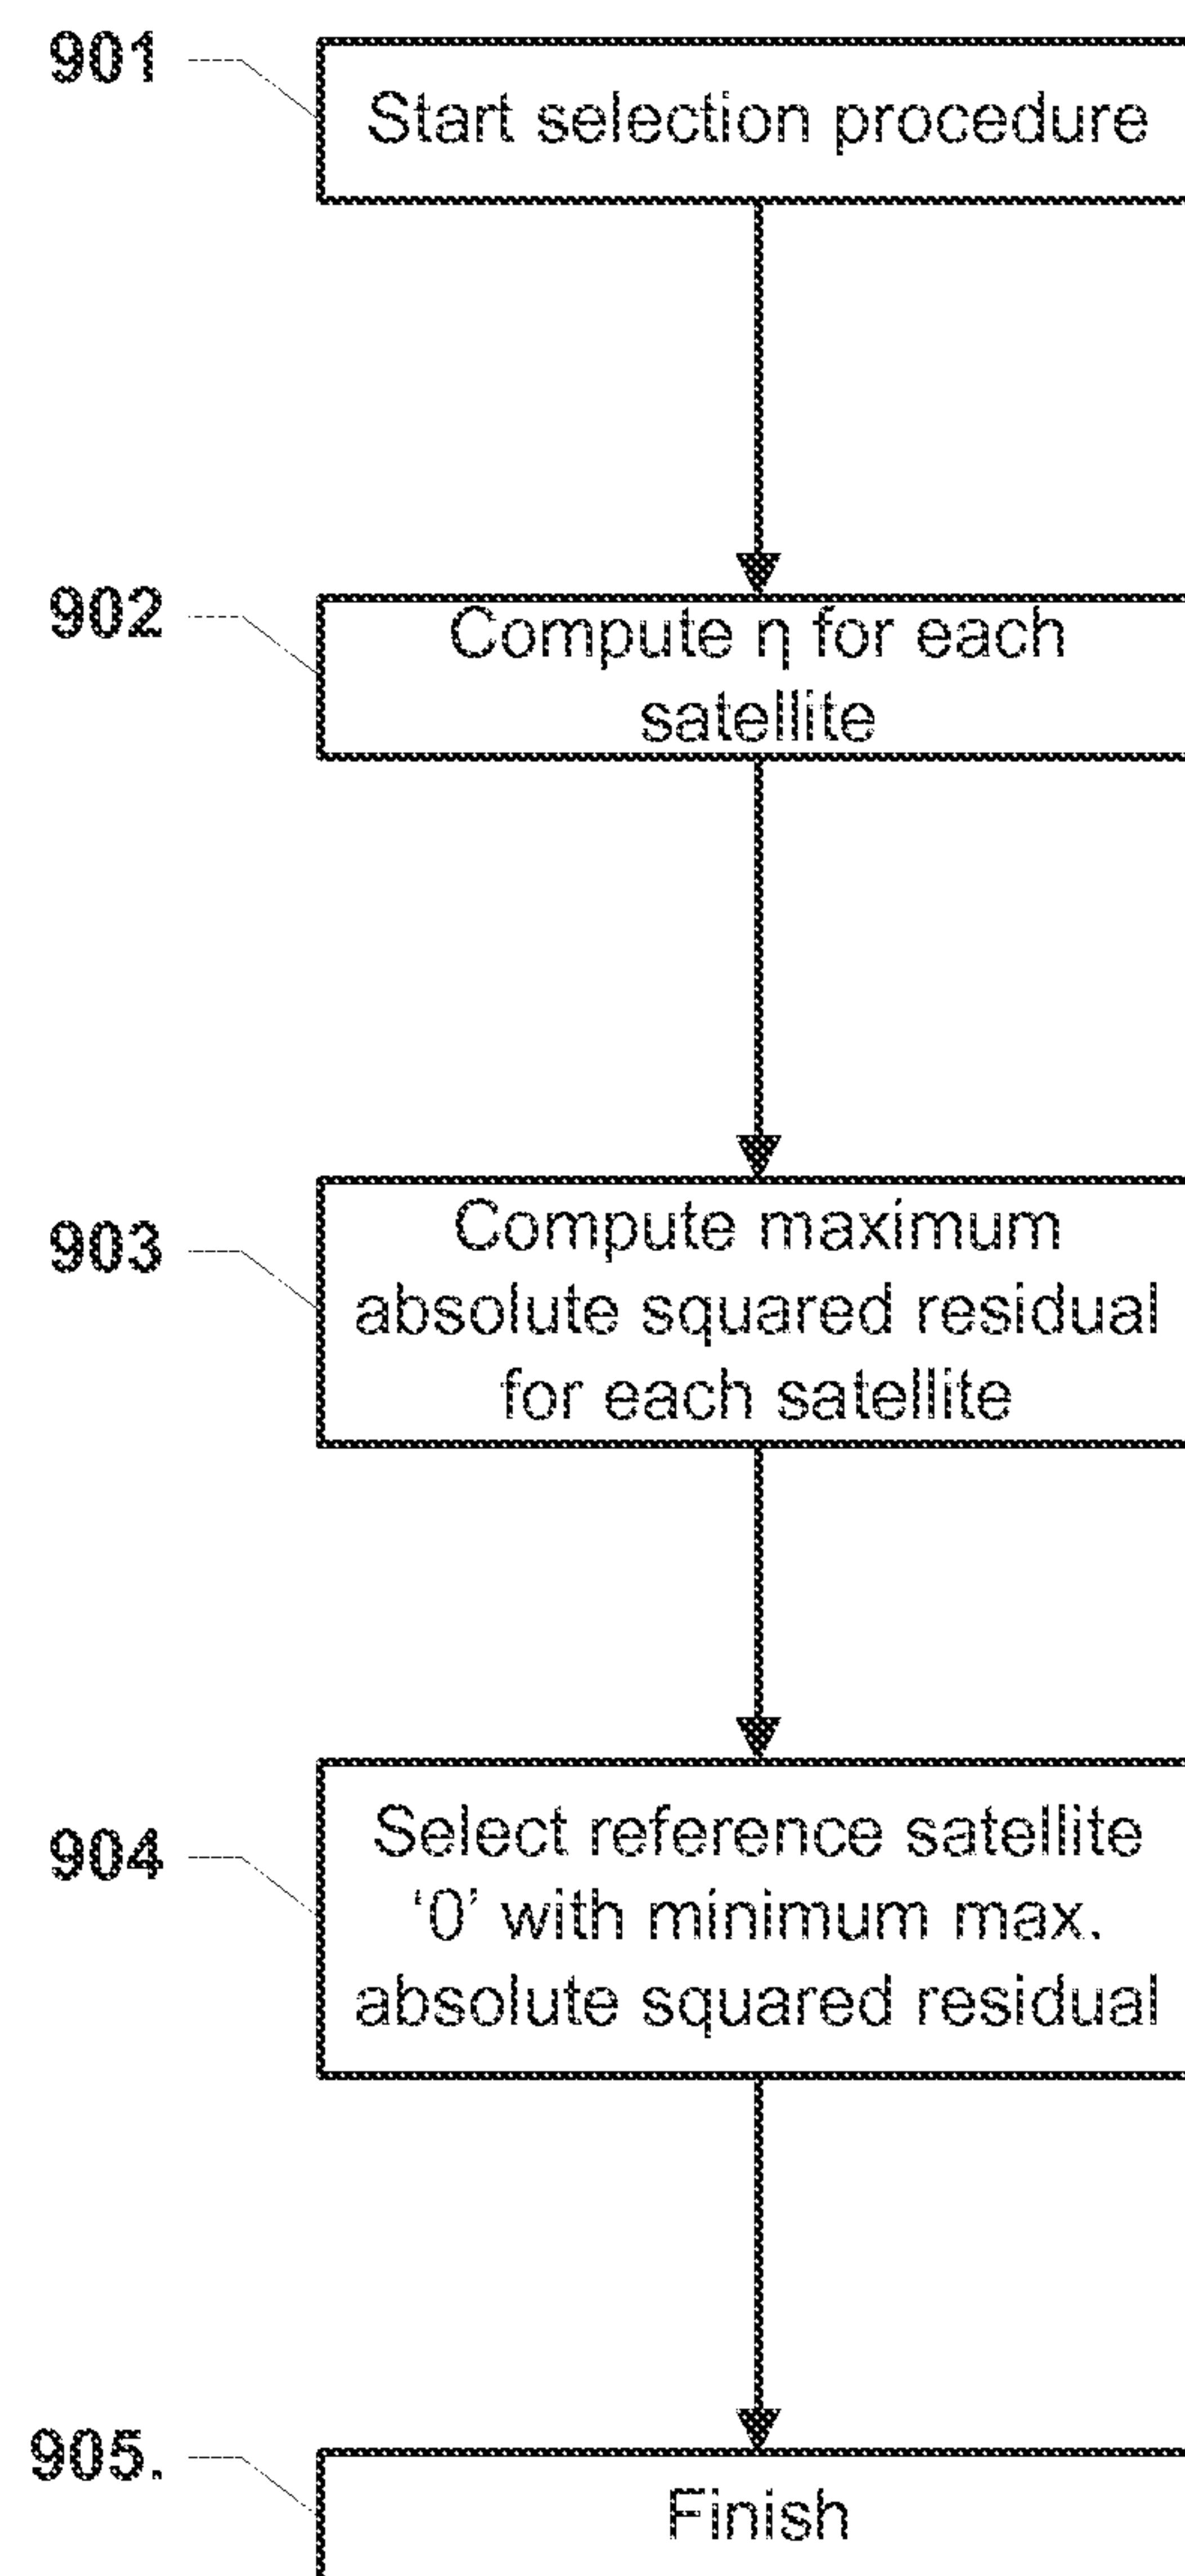 901
Start selection procedure
902
Compute η for each
satellite
903
Compute maximum
absolute squared residual
for each satellite
904
Select reference satellite
‘0’ with minimum max.
absolute squared residual
905.
Finish